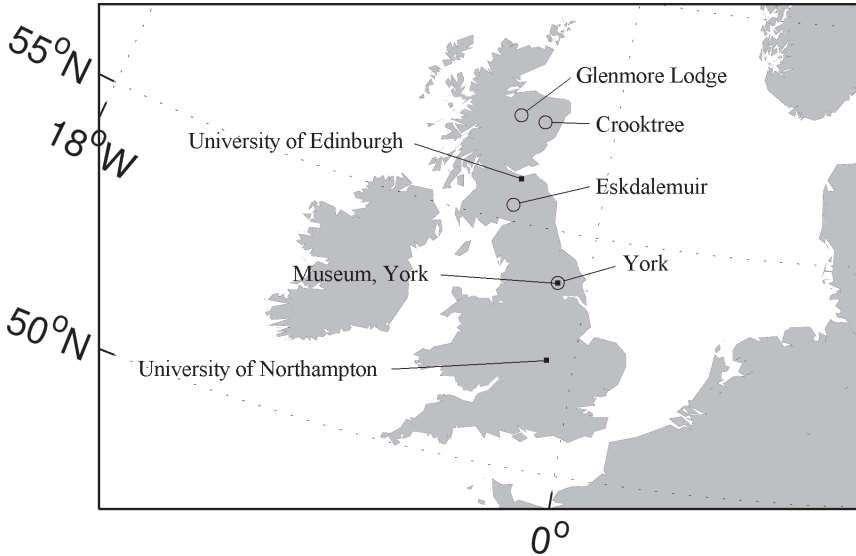 55°N
18°W
Glenmore Lodge
Crooktree
University of Edinburgh
Eskdalemuir
York
Museum, York
50°N
University of Northampton
0°